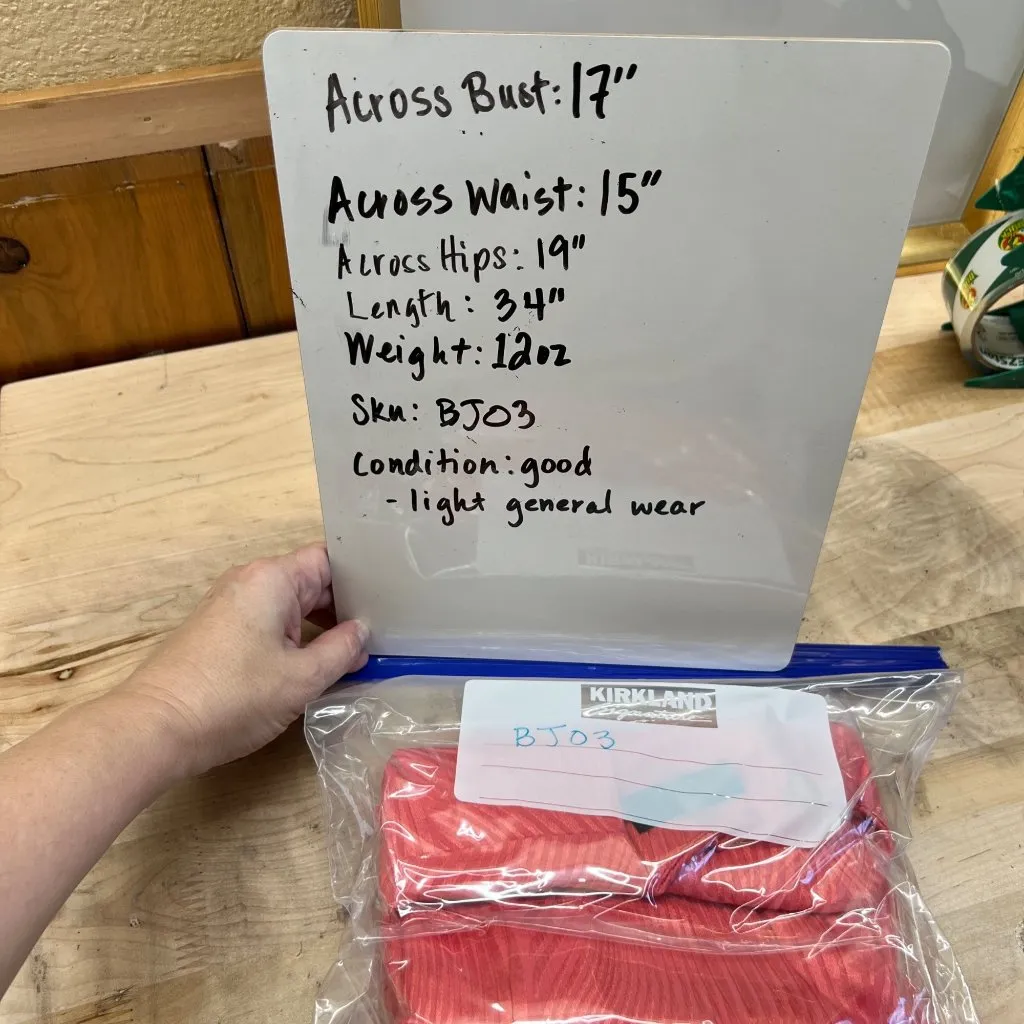 Across Bust: 17"
Across Waist: 15"
Across Hips: 19"
Length: 34"
Weight: 12oz
Sku: BJ03
Condition: good
- light general wear
KIRKLAND
Signature
BJ03